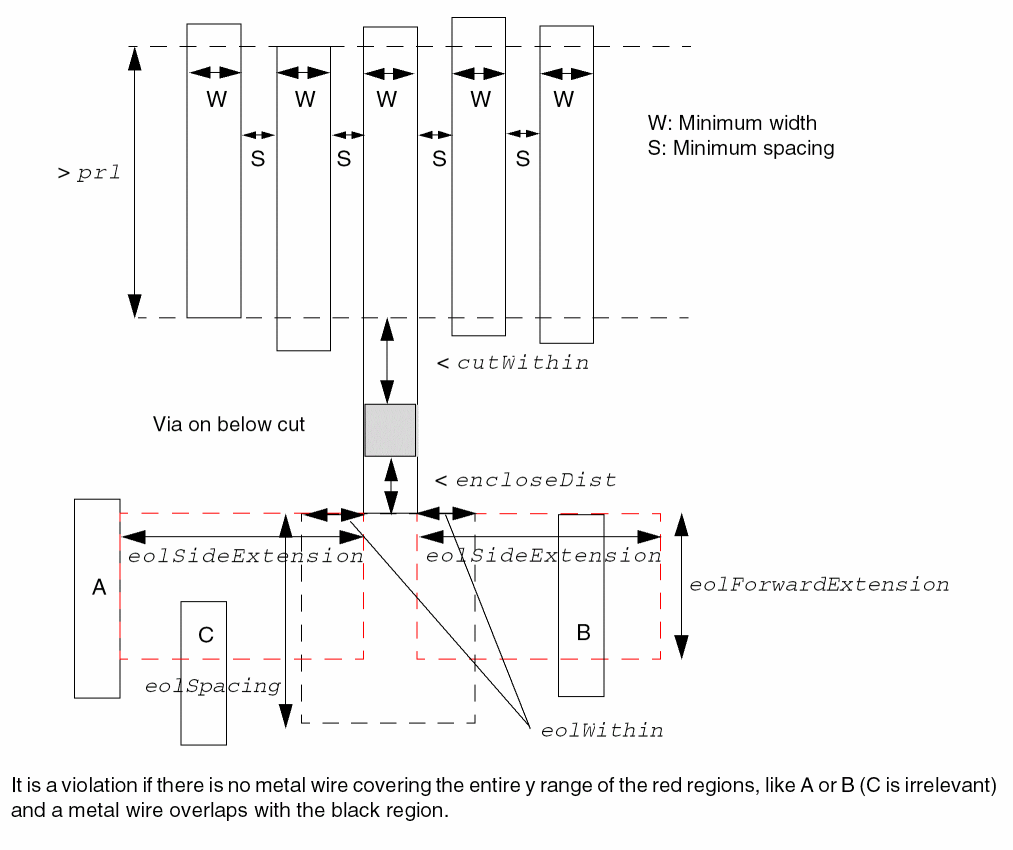 W W W W W
S S S S
W: Minimum width
S: Minimum spacing
> prl
< cutWithin
Via on below cut
< encloseDist
eolSideExtension eolSideExtension
A
eolForwardExtension
C
B
eolSpacing
eolWithin
It is a violation if there is no metal wire covering the entire y range of the red regions, like A or B (C is irrelevant)
and a metal wire overlaps with the black region.